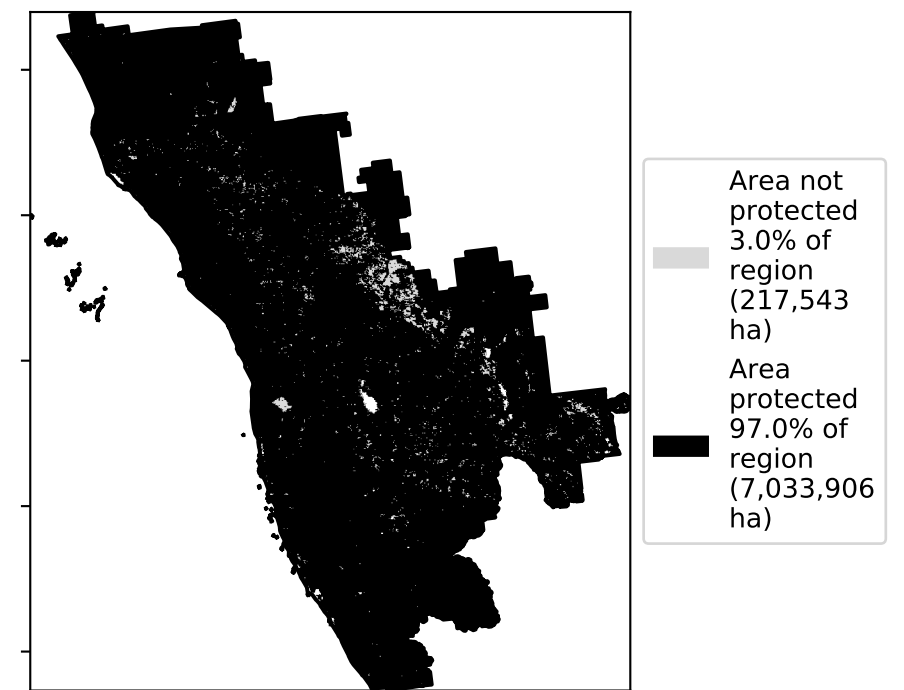 Area not
protected
3.0% of
region
(217,543
ha)
Area
protected
97.0% of
region
(7,033,906
ha)